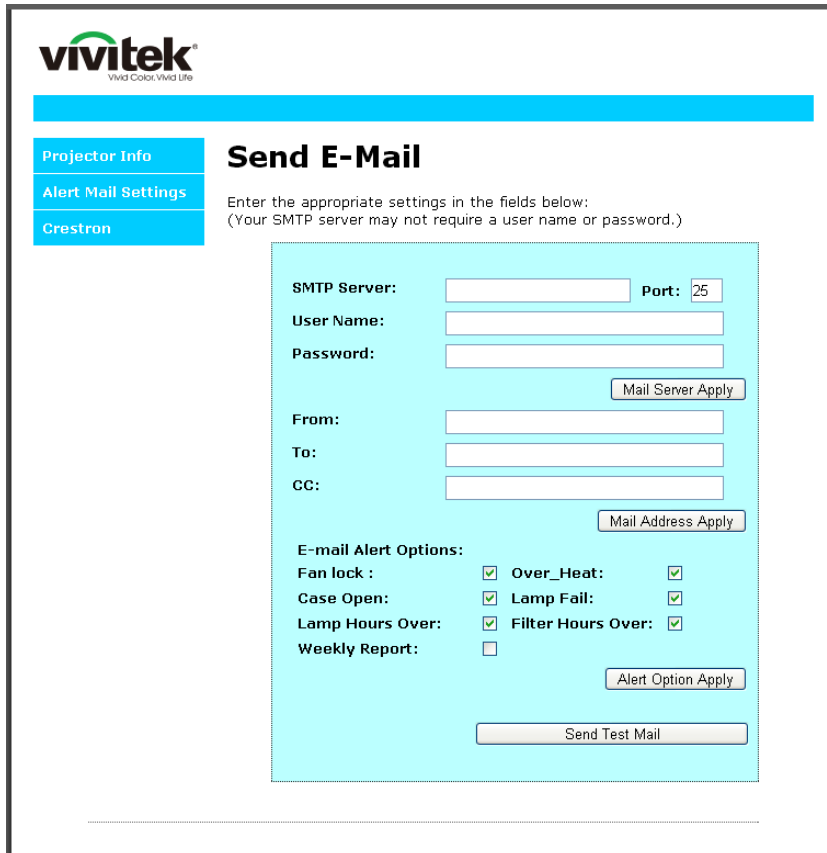 vivitek®
Vivid Color, Vivid Life
Projector Info
Alert Mail Settings
Crestron
Send E-Mail
Enter the appropriate settings in the fields below:
(Your SMTP server may not require a user name or password.)
SMTP Server: Port: 25
User Name:
Password:
Mail Server Apply
From:
To:
CC:
Mail Address Apply
E-mail Alert Options:
Fan lock : Over_Heat:
Case Open: Lamp Fail:
Lamp Hours Over: Filter Hours Over:
Weekly Report:
Alert Option Apply
Send Test Mail